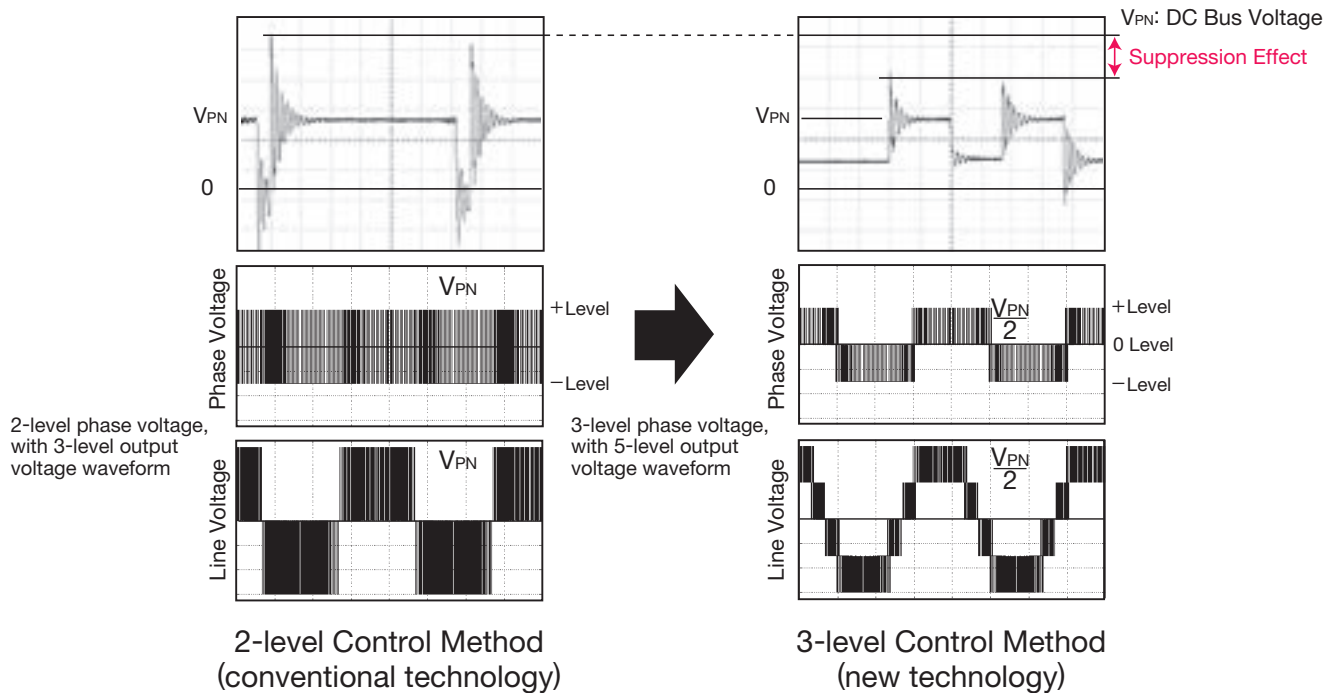 VPN: DC Bus Voltage
Suppression Effect
VPN
0
VPN
0
Phase Voltage
VPN
+Level
−Level
Phase Voltage
VPN
2
+Level
0 Level
−Level
2-level phase voltage,
with 3-level output
voltage waveform
Line Voltage
VPN
3-level phase voltage,
with 5-level output
voltage waveform
Line Voltage
VPN
2
2-level Control Method
(conventional technology)
3-level Control Method
(new technology)